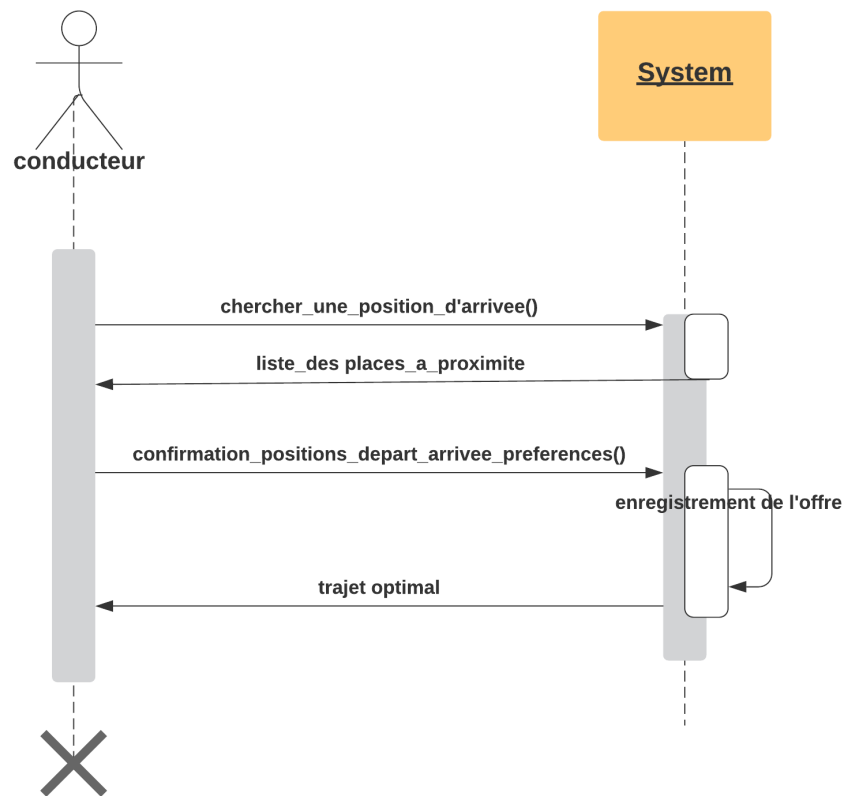 System
conducteur
chercher_une_position_d'arrivee()
liste_des places_a_proximite
confirmation_positions_depart_arrivee_preferences()
enregistrement de l'offre
trajet optimal